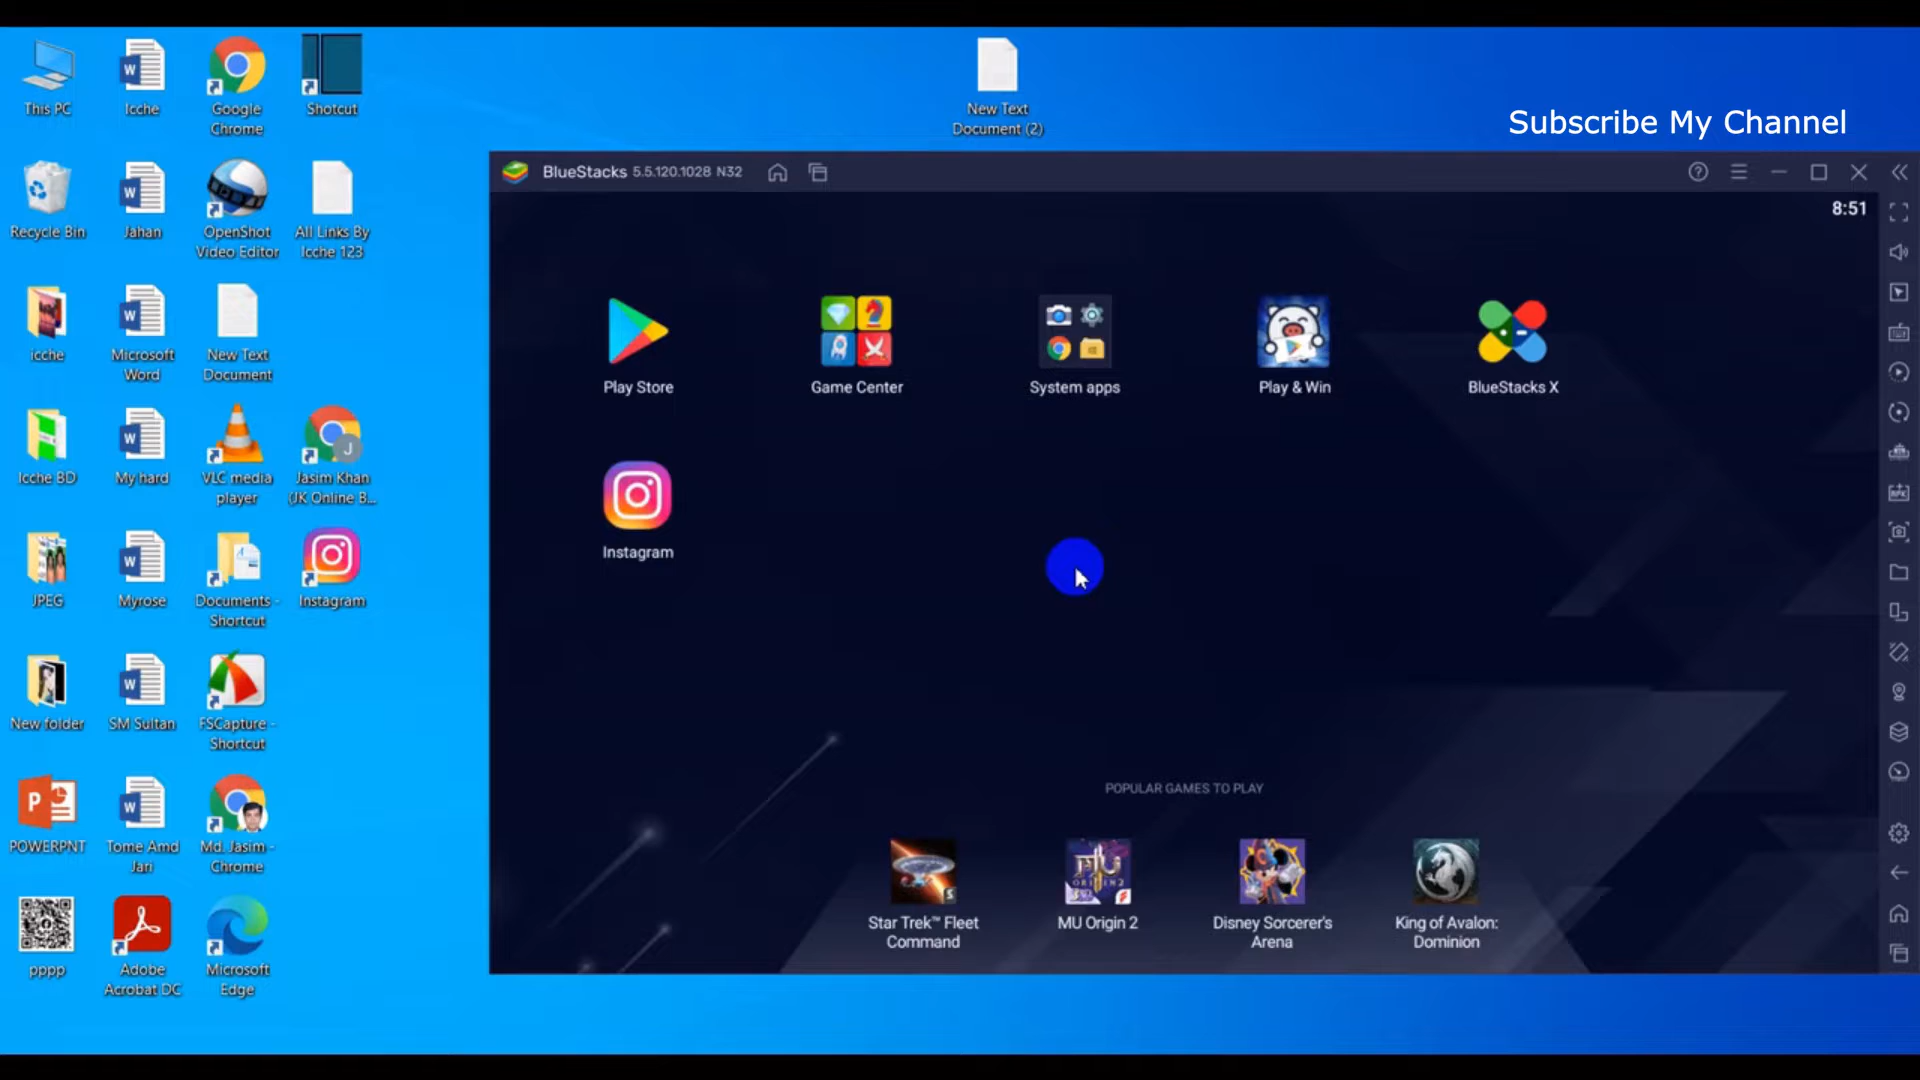 This PC
Icche
Google
Chrome
Shotcut
New Text
Document (2)
Subscribe My Channel
Recycle Bin
Jahan
OpenShot
Video Editor
All Links By
Icche 123
icche
Microsoft
Word
New Text
Document
Icche BD
My hard
VLC media
player
Jasim Khan
(JK Online B...
JPEG
Myrose
Documents -
Shortcut
Instagram
New folder
SM Sultan
FSCapture -
Shortcut
POWERPNT
Tome Amd
Jari
Md. Jasim -
Chrome
pppp
Adobe
Acrobat DC
Microsoft
Edge
BlueStacks 5.5.120.1028 N32
8:51
Play Store
Game Center
System apps
Play & Win
BlueStacks X
Instagram
POPULAR GAMES TO PLAY
Star Trek™ Fleet
Command
MU Origin 2
Disney Sorcerer's
Arena
King of Avalon:
Dominion